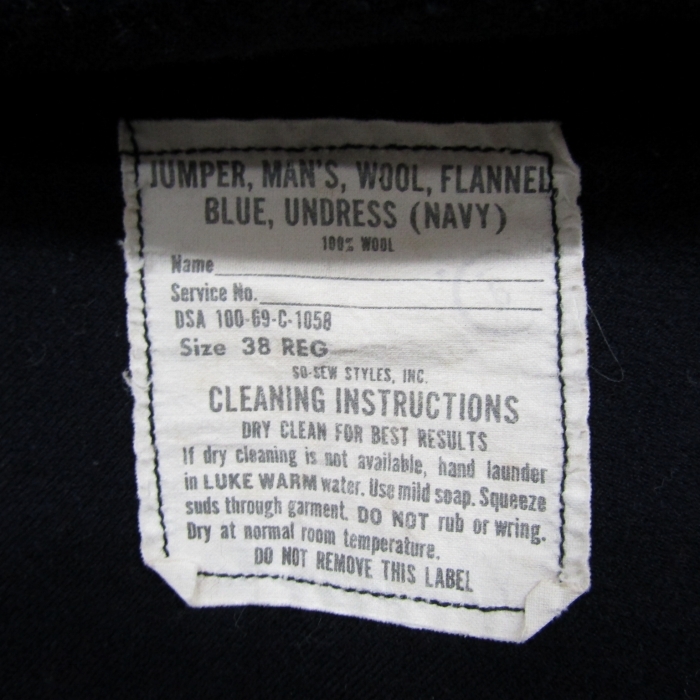 JUMPER, MAN'S, WOOL, FLANNEL,
BLUE, UNDRESS (NAVY)
100% WOOL
Name
Service No.
DSA 100-69-C-1058
Size 38 REG
SO-SEW STYLES, INC.
CLEANING INSTRUCTIONS
DRY CLEAN FOR BEST RESULTS
If dry cleaning is not available, hand launder
in LUKE WARM water. Use mild soap. Squeeze
suds through garment. DO NOT rub or wring.
Dry at normal room temperature.
DO NOT REMOVE THIS LABEL